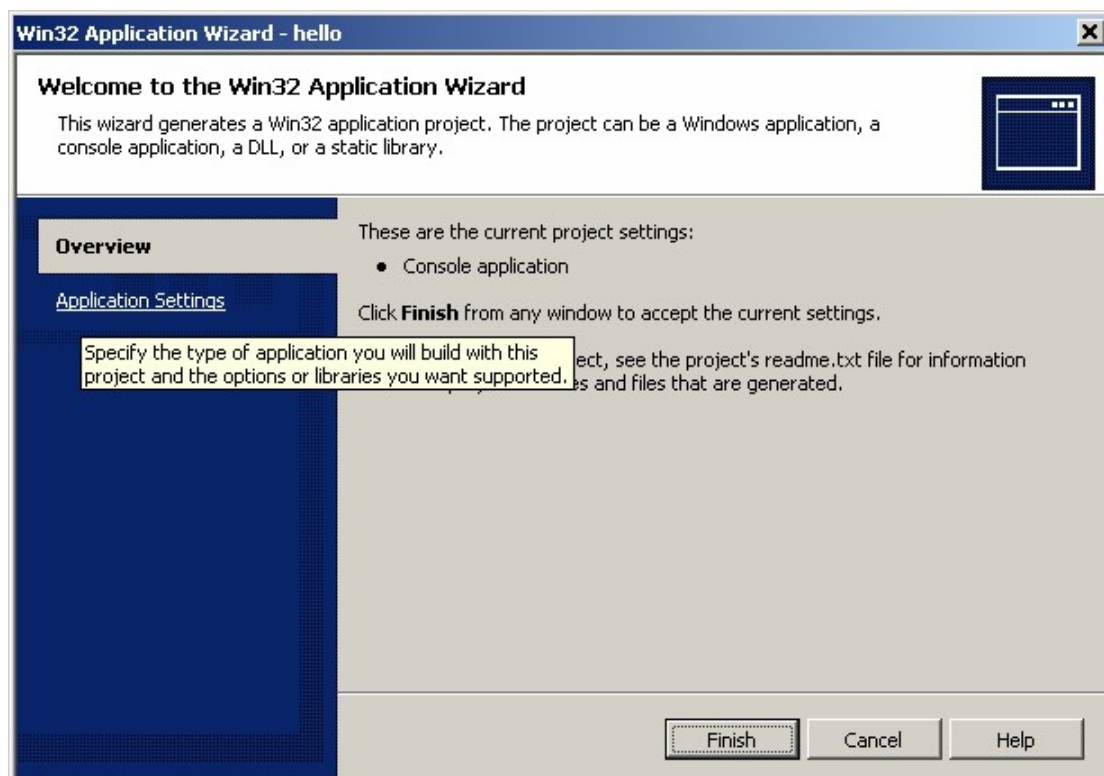 Win32 Application Wizard - hello
Welcome to the Win32 Application Wizard
This wizard generates a Win32 application project. The project can be a Windows application, a
console application, a DLL, or a static library.
Overview
Application Settings
These are the current project settings:
• Console application
Click Finish from any window to accept the current settings.
Specify the type of application you will build with this
project and the options or libraries you want supported.
see the project's readme.txt file for information
and files that are generated.
Finish
Cancel
Help